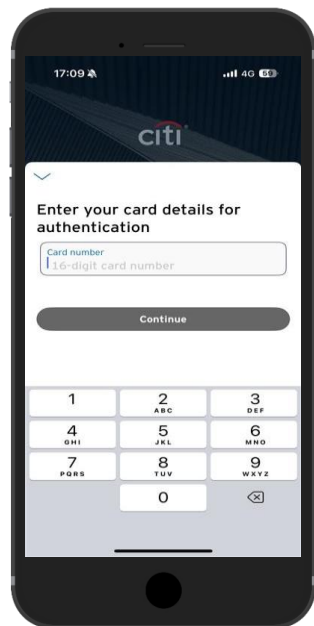 17:09 4G 59
citi
Enter your card details for
authentication
Card number
16-digit card number
Continue
1 2 3
ABC DEF
4 5 6
GHI JKL MNO
7 8 9
PQRS TUV WXYZ
0